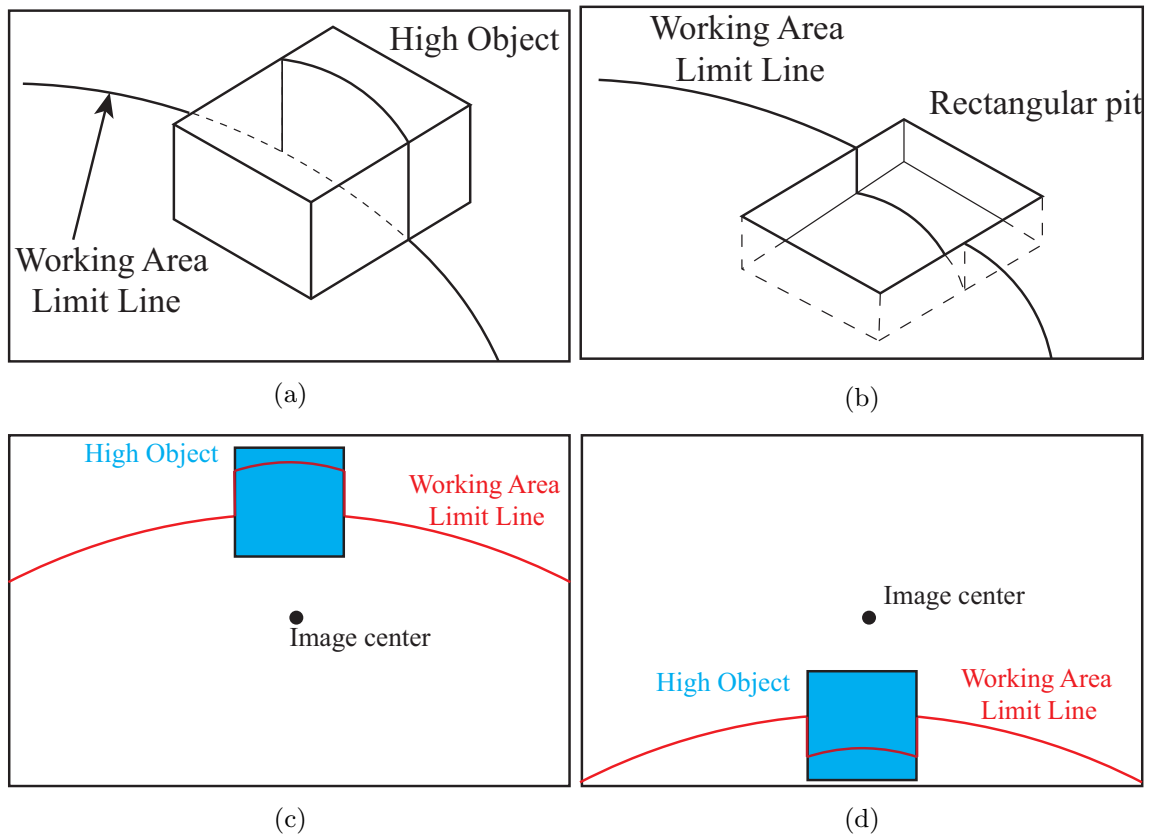 High Object
Working Area
Limit Line
(a)
Working Area
Limit Line
Rectangular pit
(b)
High Object
Working Area
Limit Line
Image center
(c)
Image center
High Object
Working Area
Limit Line
(d)